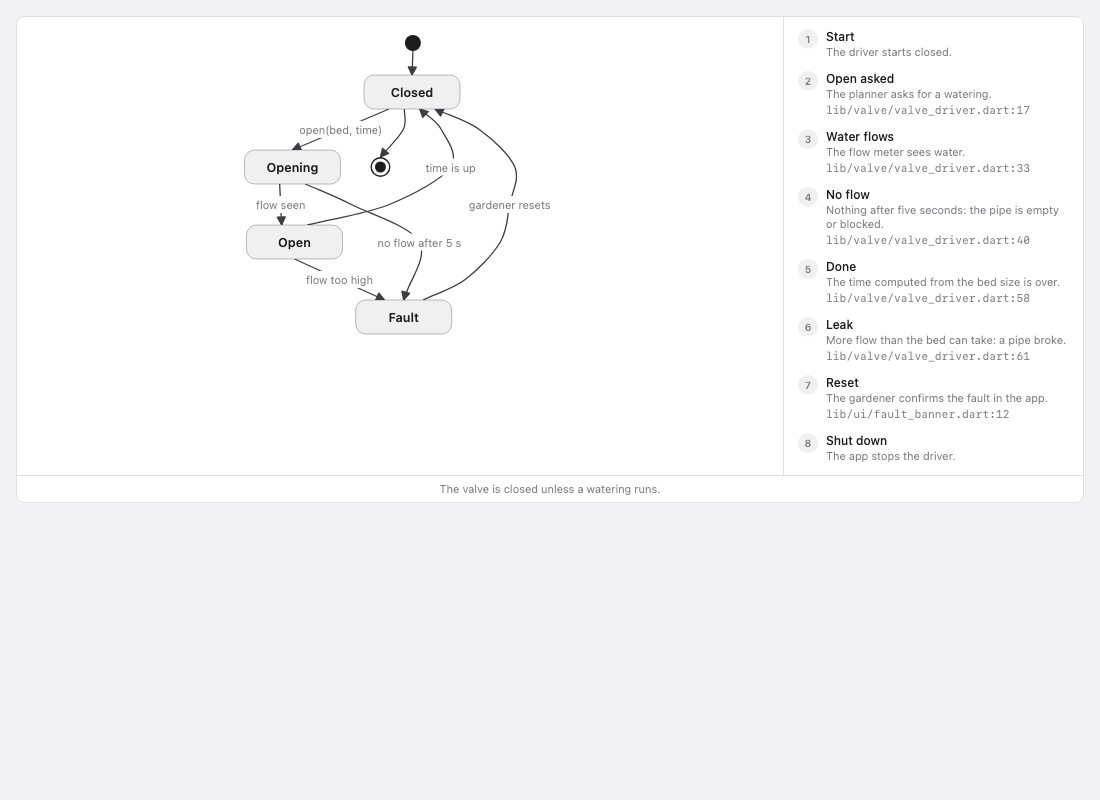 Closed
open(bed, time)
Opening
time is up
flow seen
gardener resets
Open
no flow after 5 s
flow too high
Fault
1
Start
The driver starts closed.
2
Open asked
The planner asks for a watering.
lib/valve/valve_driver.dart:17
3
Water flows
The flow meter sees water.
lib/valve/valve_driver.dart:33
4
No flow
Nothing after five seconds: the pipe is empty
or blocked.
lib/valve/valve_driver.dart:40
5
Done
The time computed from the bed size is over.
lib/valve/valve_driver.dart:58
6
Leak
More flow than the bed can take: a pipe broke.
lib/valve/valve_driver.dart:61
7
Reset
The gardener confirms the fault in the app.
lib/ui/fault_banner.dart:12
8
Shut down
The app stops the driver.
The valve is closed unless a watering runs.